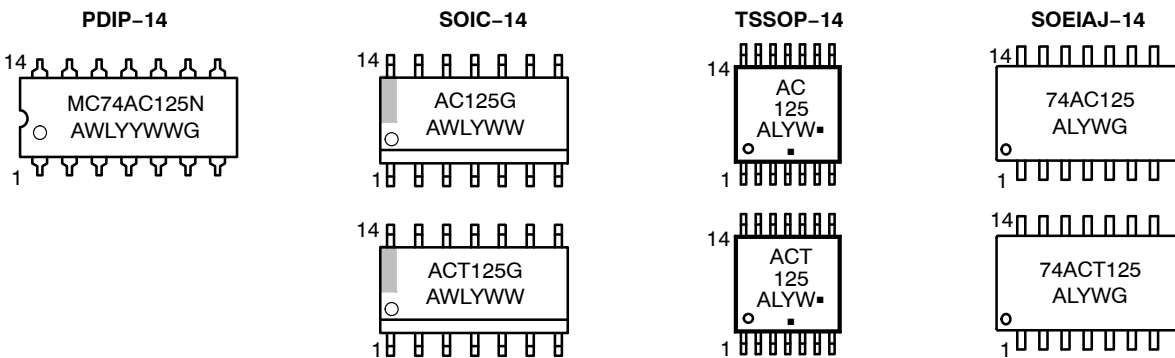 PDIP–14
14
MC74AC125N
AWLYYWWG
1
SOIC–14
14
AC125G
AWLYWW
1
14
ACT125G
AWLYWW
1
TSSOP–14
14
AC
125
ALYW▪
▪
1
14
ACT
125
ALYW▪
▪
1
SOEIAJ–14
14
74AC125
ALYWG
1
14
74ACT125
ALYWG
1